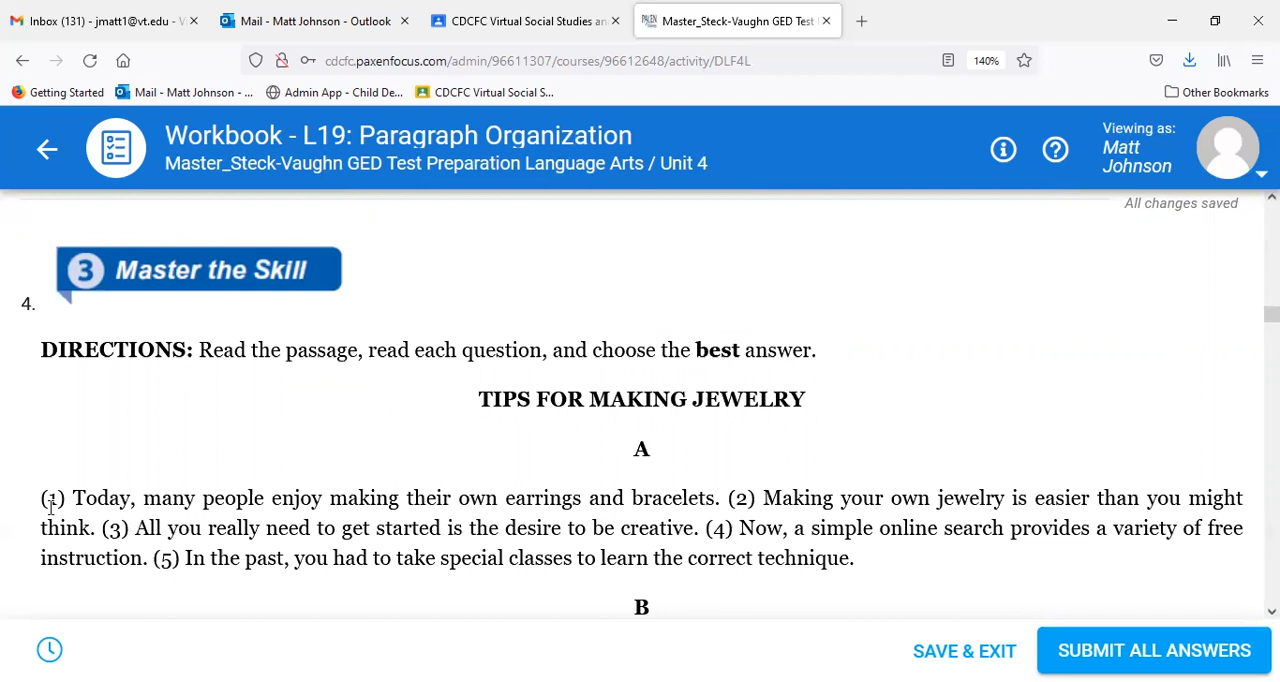 Inbox (131) - jmatt1@vt.edu - V
Mail - Matt Johnson - Outlook
CDCFC Virtual Social Studies an
PAXEN
Master_Steck-Vaughn GED Test
cdcfc.paxenfocus.com/admin/96611307/courses/96612648/activity/DLF4L
140%
Getting Started
Mail - Matt Johnson - ...
Admin App - Child De...
CDCFC Virtual Social S...
Other Bookmarks
Workbook - L19: Paragraph Organization
Master_Steck-Vaughn GED Test Preparation Language Arts / Unit 4
Viewing as:
Matt
Johnson
All changes saved
3 Master the Skill
4.
DIRECTIONS: Read the passage, read each question, and choose the best answer.
TIPS FOR MAKING JEWELRY
A
(1) Today, many people enjoy making their own earrings and bracelets. (2) Making your own jewelry is easier than you might
think. (3) All you really need to get started is the desire to be creative. (4) Now, a simple online search provides a variety of free
instruction. (5) In the past, you had to take special classes to learn the correct technique.
B
SAVE & EXIT
SUBMIT ALL ANSWERS